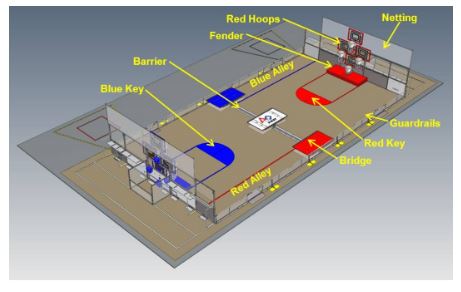 Red Hoops
Netting
Fender
Barrier
Blue Alley
Blue Key
Guardrails
Red Key
Bridge
Red Alley